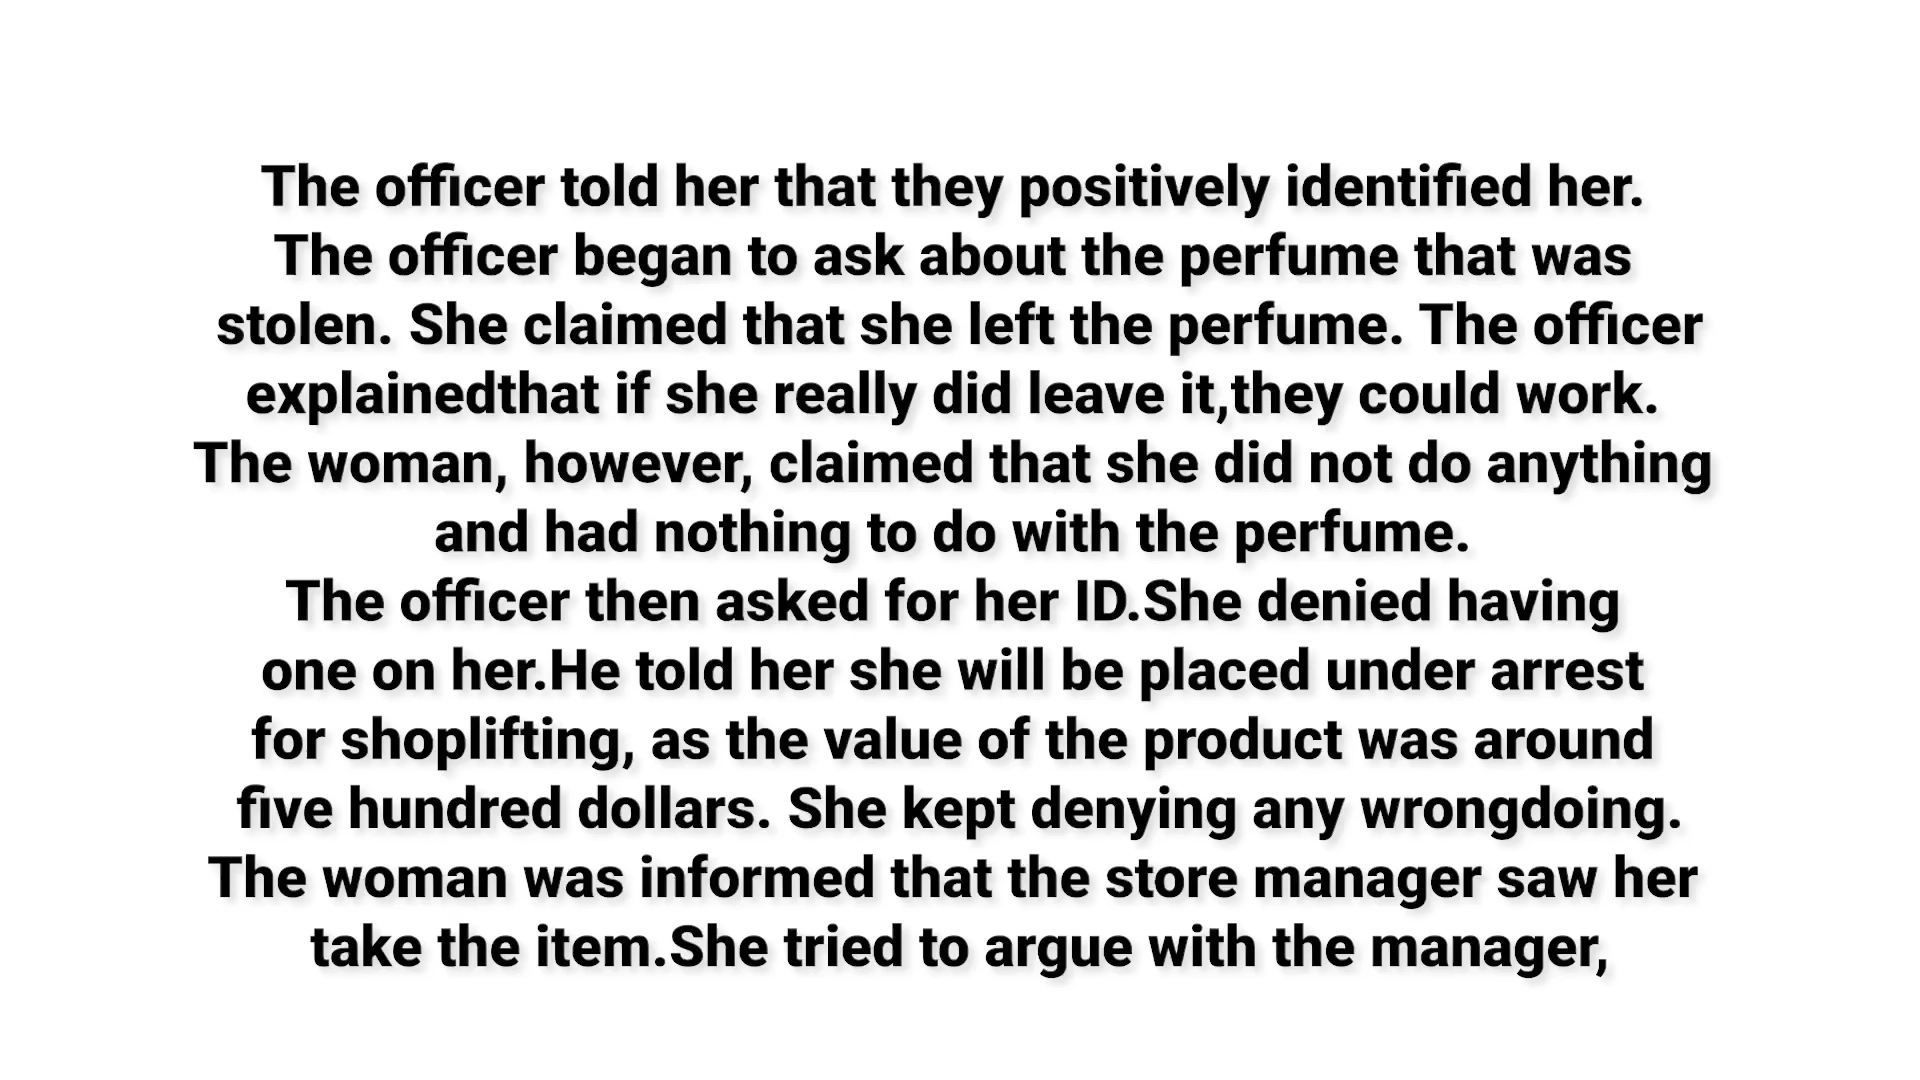 The officer told her that they positively identified her.
The officer began to ask about the perfume that was
stolen. She claimed that she left the perfume. The officer
explainedthat if she really did leave it,they could work.
The woman, however, claimed that she did not do anything
and had nothing to do with the perfume.
The officer then asked for her ID.She denied having
one on her.He told her she will be placed under arrest
for shoplifting, as the value of the product was around
five hundred dollars. She kept denying any wrongdoing.
The woman was informed that the store manager saw her
take the item.She tried to argue with the manager,